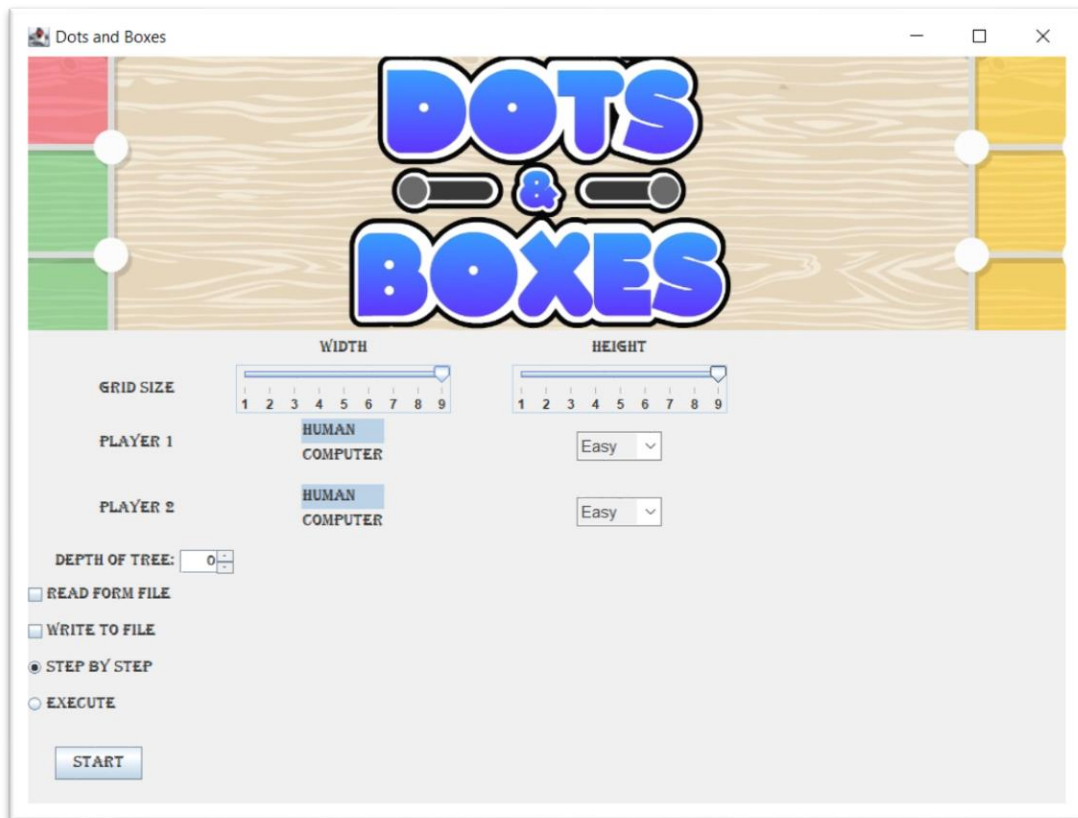 Dots and Boxes
DOTS
&
BOXES
WIDTH HEIGHT
GRID SIZE
1 2 3 4 5 6 7 8 9 1 2 3 4 5 6 7 8 9
PLAYER 1
HUMAN
COMPUTER
Easy
PLAYER 2
HUMAN
COMPUTER
Easy
DEPTH OF TREE: 0
READ FORM FILE
WRITE TO FILE
STEP BY STEP
EXECUTE
START